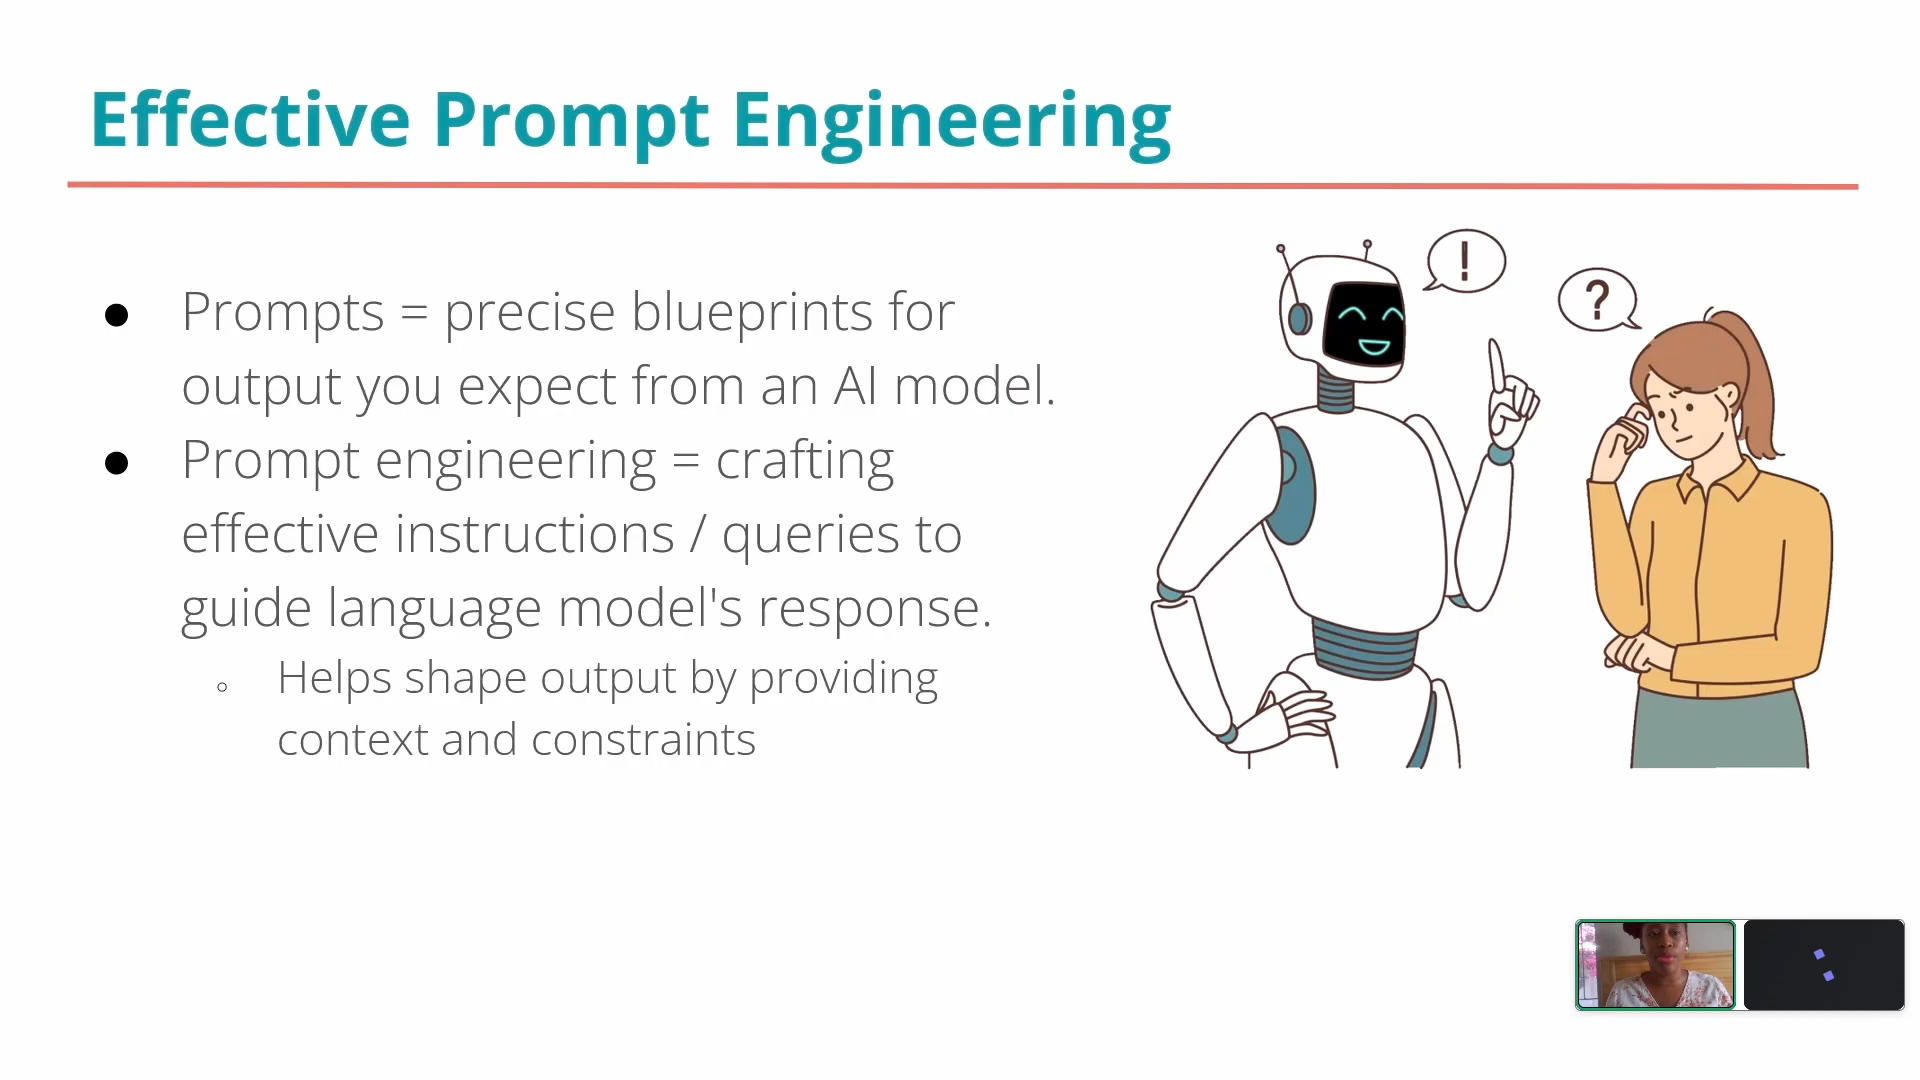 Effective Prompt Engineering
● Prompts = precise blueprints for
output you expect from an AI model.
● Prompt engineering = crafting
effective instructions / queries to
guide language model's response.
○ Helps shape output by providing
context and constraints
!
?